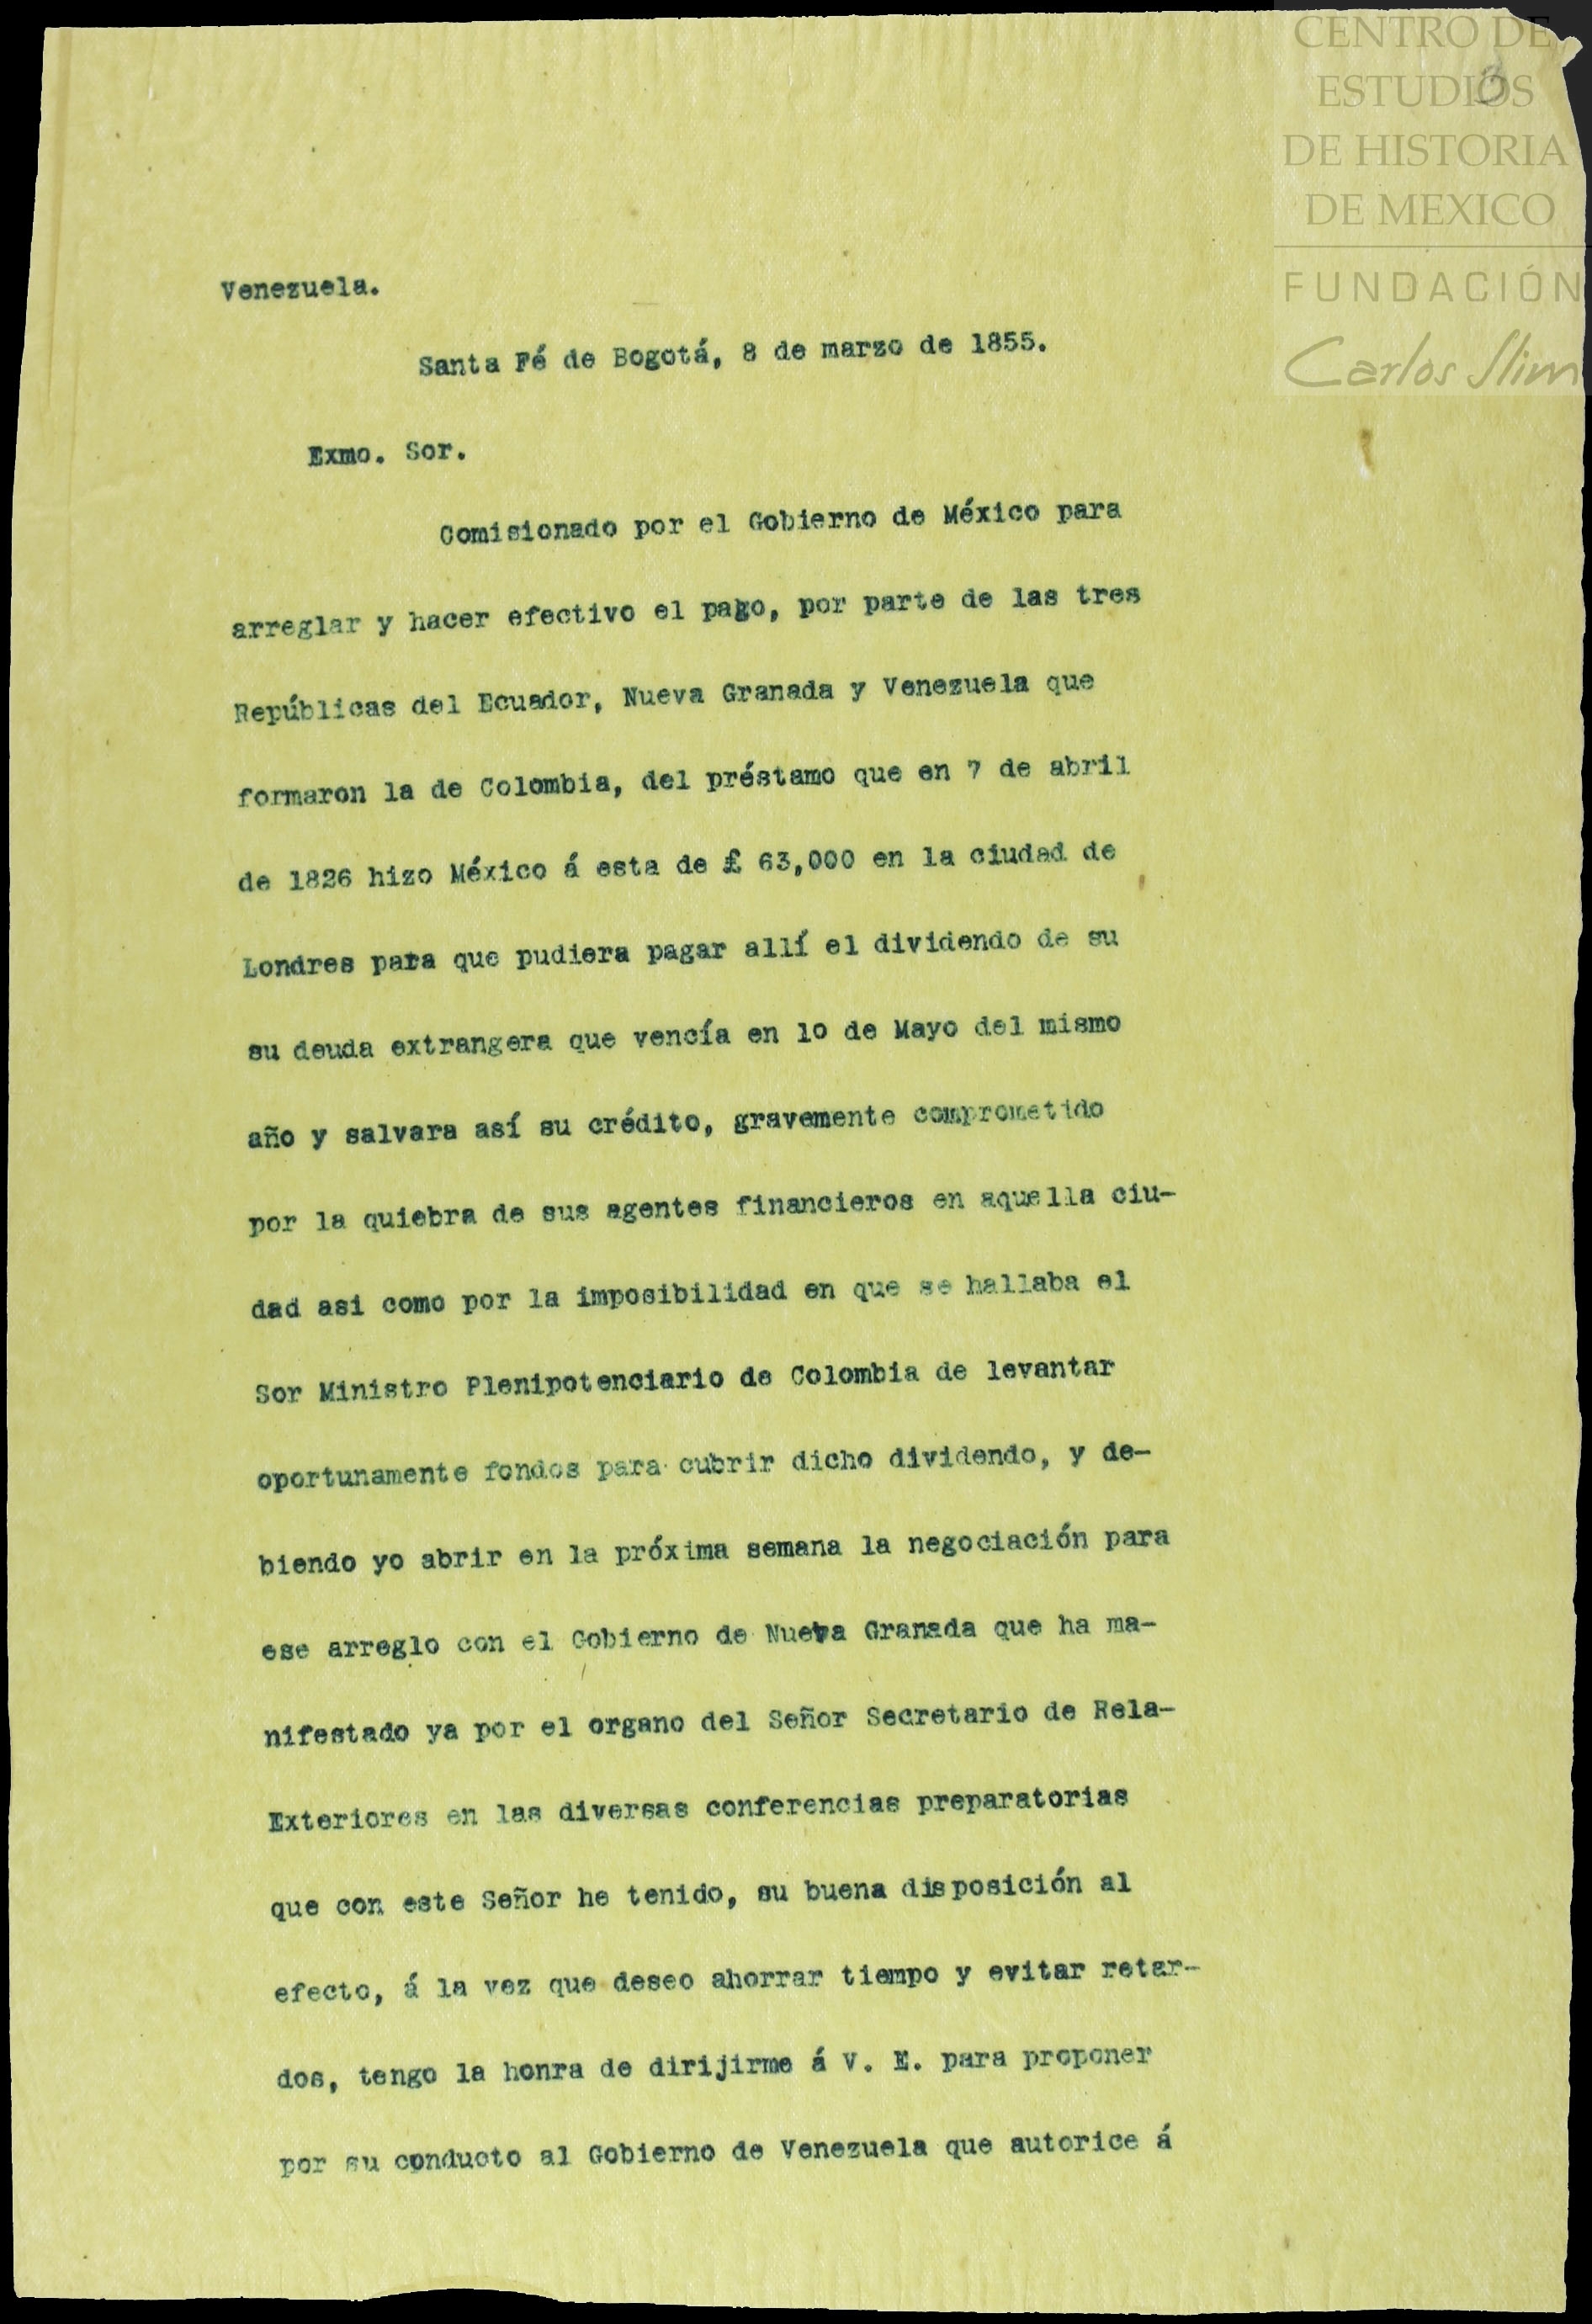 CENTRO DE
ESTUDIOS
DE HISTORIA
DE MEXICO
FUNDACIÓN
Carlos Slim
3
Venezuela.
Santa Fé de Bogotá, 8 de marzo de 1855.
Exmo. Sor.
Comisionado por el Gobierno de México para
arreglar y hacer efectivo el pago, por parte de las tres
Repúblicas del Ecuador, Nueva Granada y Venezuela que
formaron la de Colombia, del préstamo que en 7 de abril
de 1826 hizo México á esta de £ 63,000 en la ciudad de
Londres para que pudiera pagar allí el dividendo de su
su deuda extrangera que vencía en 1o de Mayo del mismo
año y salvara así su crédito, gravemente comprometido
por la quiebra de sus agentes financieros en aquella ciu-
dad asi como por la imposibilidad en que se hallaba el
Sor Ministro Plenipotenciario de Colombia de levantar
oportunamente fondos para cubrir dicho dividendo, y de-
biendo yo abrir en la próxima semana la negociación para
ese arreglo con el Gobierno de Nueva Granada que ha ma-
nifestado ya por el organo del Señor Secretario de Rela-
Exteriores en las diversas conferencias preparatorias
que con este Señor he tenido, su buena disposición al
efecto, á la vez que deseo ahorrar tiempo y evitar retar-
dos, tengo la honra de dirijirme á V. E. para proponer
por su conducto al Gobierno de Venezuela que autorice á